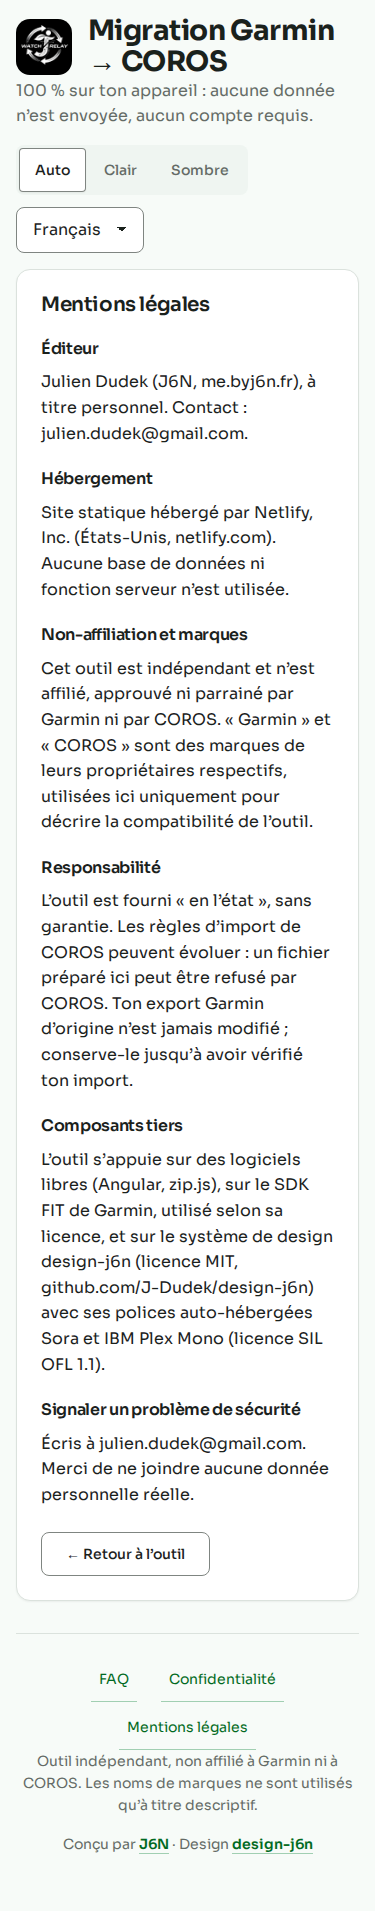 WATCH RELAY
Migration Garmin
→ COROS
100 % sur ton appareil : aucune donnée
n’est envoyée, aucun compte requis.
Auto Clair Sombre
Français
Mentions légales
Éditeur
Julien Dudek (J6N, me.byj6n.fr), à
titre personnel. Contact :
julien.dudek@gmail.com.
Hébergement
Site statique hébergé par Netlify,
Inc. (États-Unis, netlify.com).
Aucune base de données ni
fonction serveur n’est utilisée.
Non-affiliation et marques
Cet outil est indépendant et n’est
affilié, approuvé ni parrainé par
Garmin ni par COROS. « Garmin » et
« COROS » sont des marques de
leurs propriétaires respectifs,
utilisées ici uniquement pour
décrire la compatibilité de l’outil.
Responsabilité
L’outil est fourni « en l’état », sans
garantie. Les règles d’import de
COROS peuvent évoluer : un fichier
préparé ici peut être refusé par
COROS. Ton export Garmin
d’origine n’est jamais modifié ;
conserve-le jusqu’à avoir vérifié
ton import.
Composants tiers
L’outil s’appuie sur des logiciels
libres (Angular, zip.js), sur le SDK
FIT de Garmin, utilisé selon sa
licence, et sur le système de design
design-j6n (licence MIT,
github.com/J-Dudek/design-j6n)
avec ses polices auto-hébergées
Sora et IBM Plex Mono (licence SIL
OFL 1.1).
Signaler un problème de sécurité
Écris à julien.dudek@gmail.com.
Merci de ne joindre aucune donnée
personnelle réelle.
← Retour à l’outil
FAQ Confidentialité
Mentions légales
Outil indépendant, non affilié à Garmin ni à
COROS. Les noms de marques ne sont utilisés
qu’à titre descriptif.
Conçu par J6N · Design design-j6n